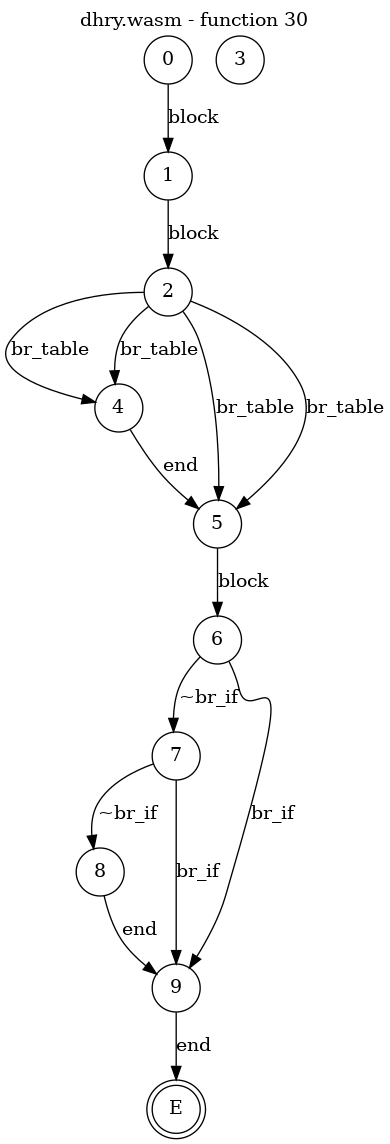 dhry.wasm - function 30
0
3
block
1
block
2
br_table
br_table
br_table
br_table
4
end
5
block
6
~br_if
7
br_if
~br_if
8
br_if
end
9
end
E